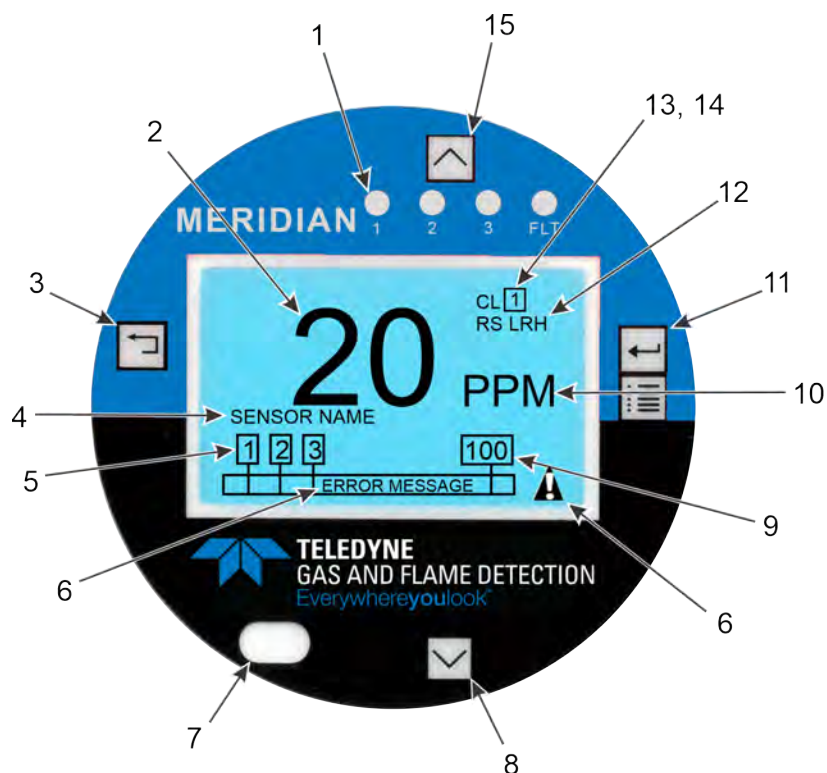 1
15
13, 14
2
12
MERIDIAN
1 2 3 FLT
3
11
CL 1
RS LRH
20
PPM
10
4
SENSOR NAME
5
1 2 3
100
ERROR MESSAGE
9
6
6
TELEDYNE
GAS AND FLAME DETECTION
Everywhereyoulook™
7
8